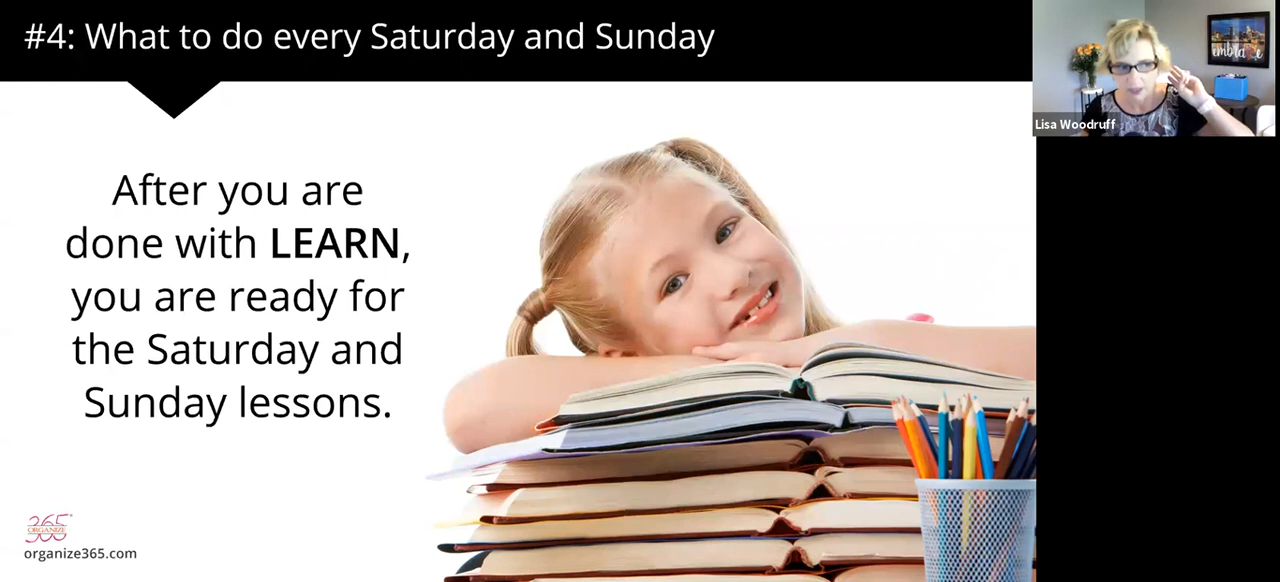 #4: What to do every Saturday and Sunday
After you are
done with LEARN,
you are ready for
the Saturday and
Sunday lessons.
365
ORGANIZE
organize365.com
embrace
Lisa Woodruff